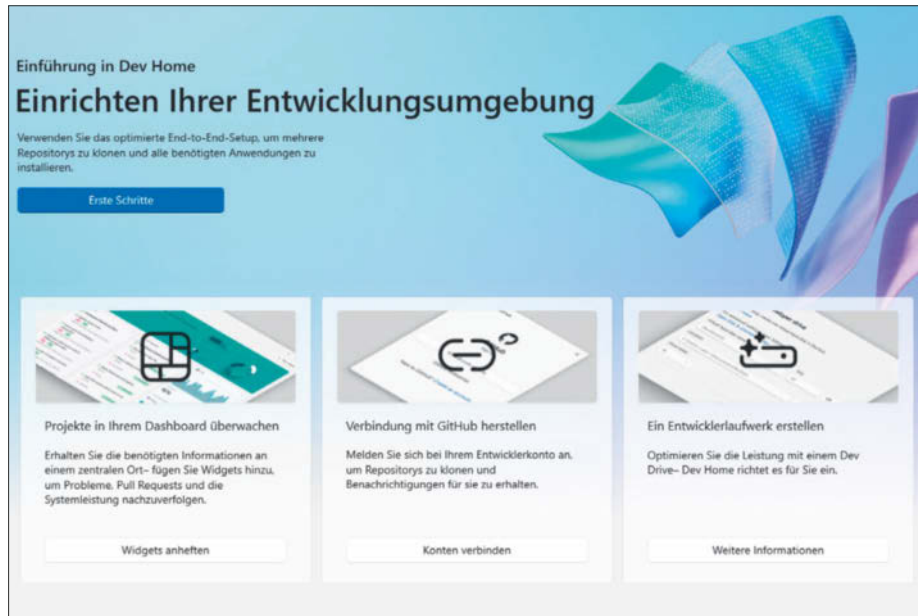 Einführung in Dev Home
Einrichten Ihrer Entwicklungsumgebung
Verwenden Sie das optimierte End-to-End-Setup, um mehrere
Repositorys zu klonen und alle benötigten Anwendungen zu
installieren.
Erste Schritte
Projekte in Ihrem Dashboard überwachen
Erhalten Sie die benötigten Informationen an
einem zentralen Ort– fügen Sie Widgets hinzu,
um Probleme, Pull Requests und die
Systemleistung nachzuverfolgen.
Widgets anheften
Verbindung mit GitHub herstellen
Melden Sie sich bei Ihrem Entwicklerkonto an,
um Repositorys zu klonen und
Benachrichtigungen für sie zu erhalten.
Konten verbinden
Ein Entwicklerlaufwerk erstellen
Optimieren Sie die Leistung mit einem Dev
Drive– Dev Home richtet es für Sie ein.
Weitere Informationen